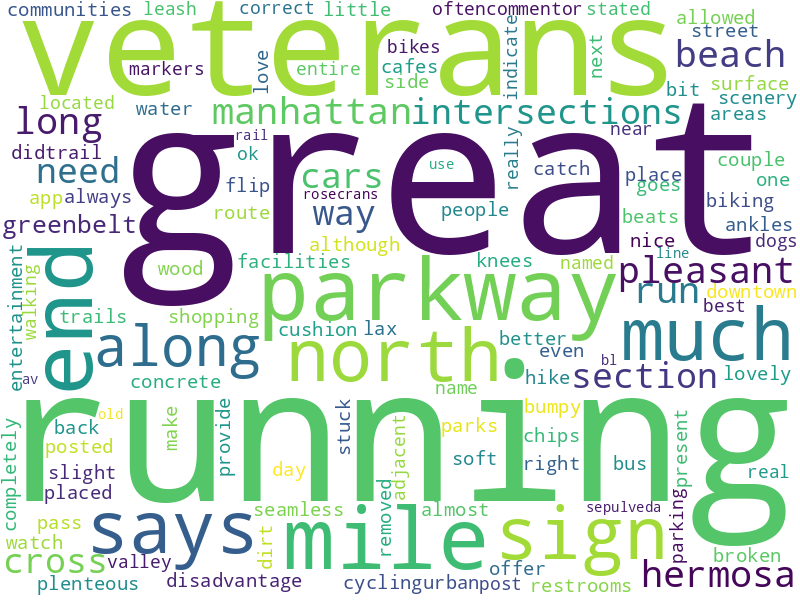 communities leash correct little oftencommentor stated allowed
veterans
street
markers love entire bikes cafes side indicate next beach
located water manhattan intersections bit surface scenery areas
long great
didtrail rail ok really near couple
need flip cars use catch place goes one
app always rosecrans biking
greenbelt route way people beats ankles
although nice dogs
entertainment walking end wood facilities parkway knees named line pleasant
run downtown
trails shopping cushion lax better best much
along north even bl section lovely
av concrete name hike
old running bumpy
back make provide stuck parks chips present
completely posted day adjacent soft right bus real
slight placed
says seamless mile removed almost sign sepulveda parking
pass watch dirt broken
cross valley offer hermosa
plenteous disadvantage cyclingurbanpost restrooms